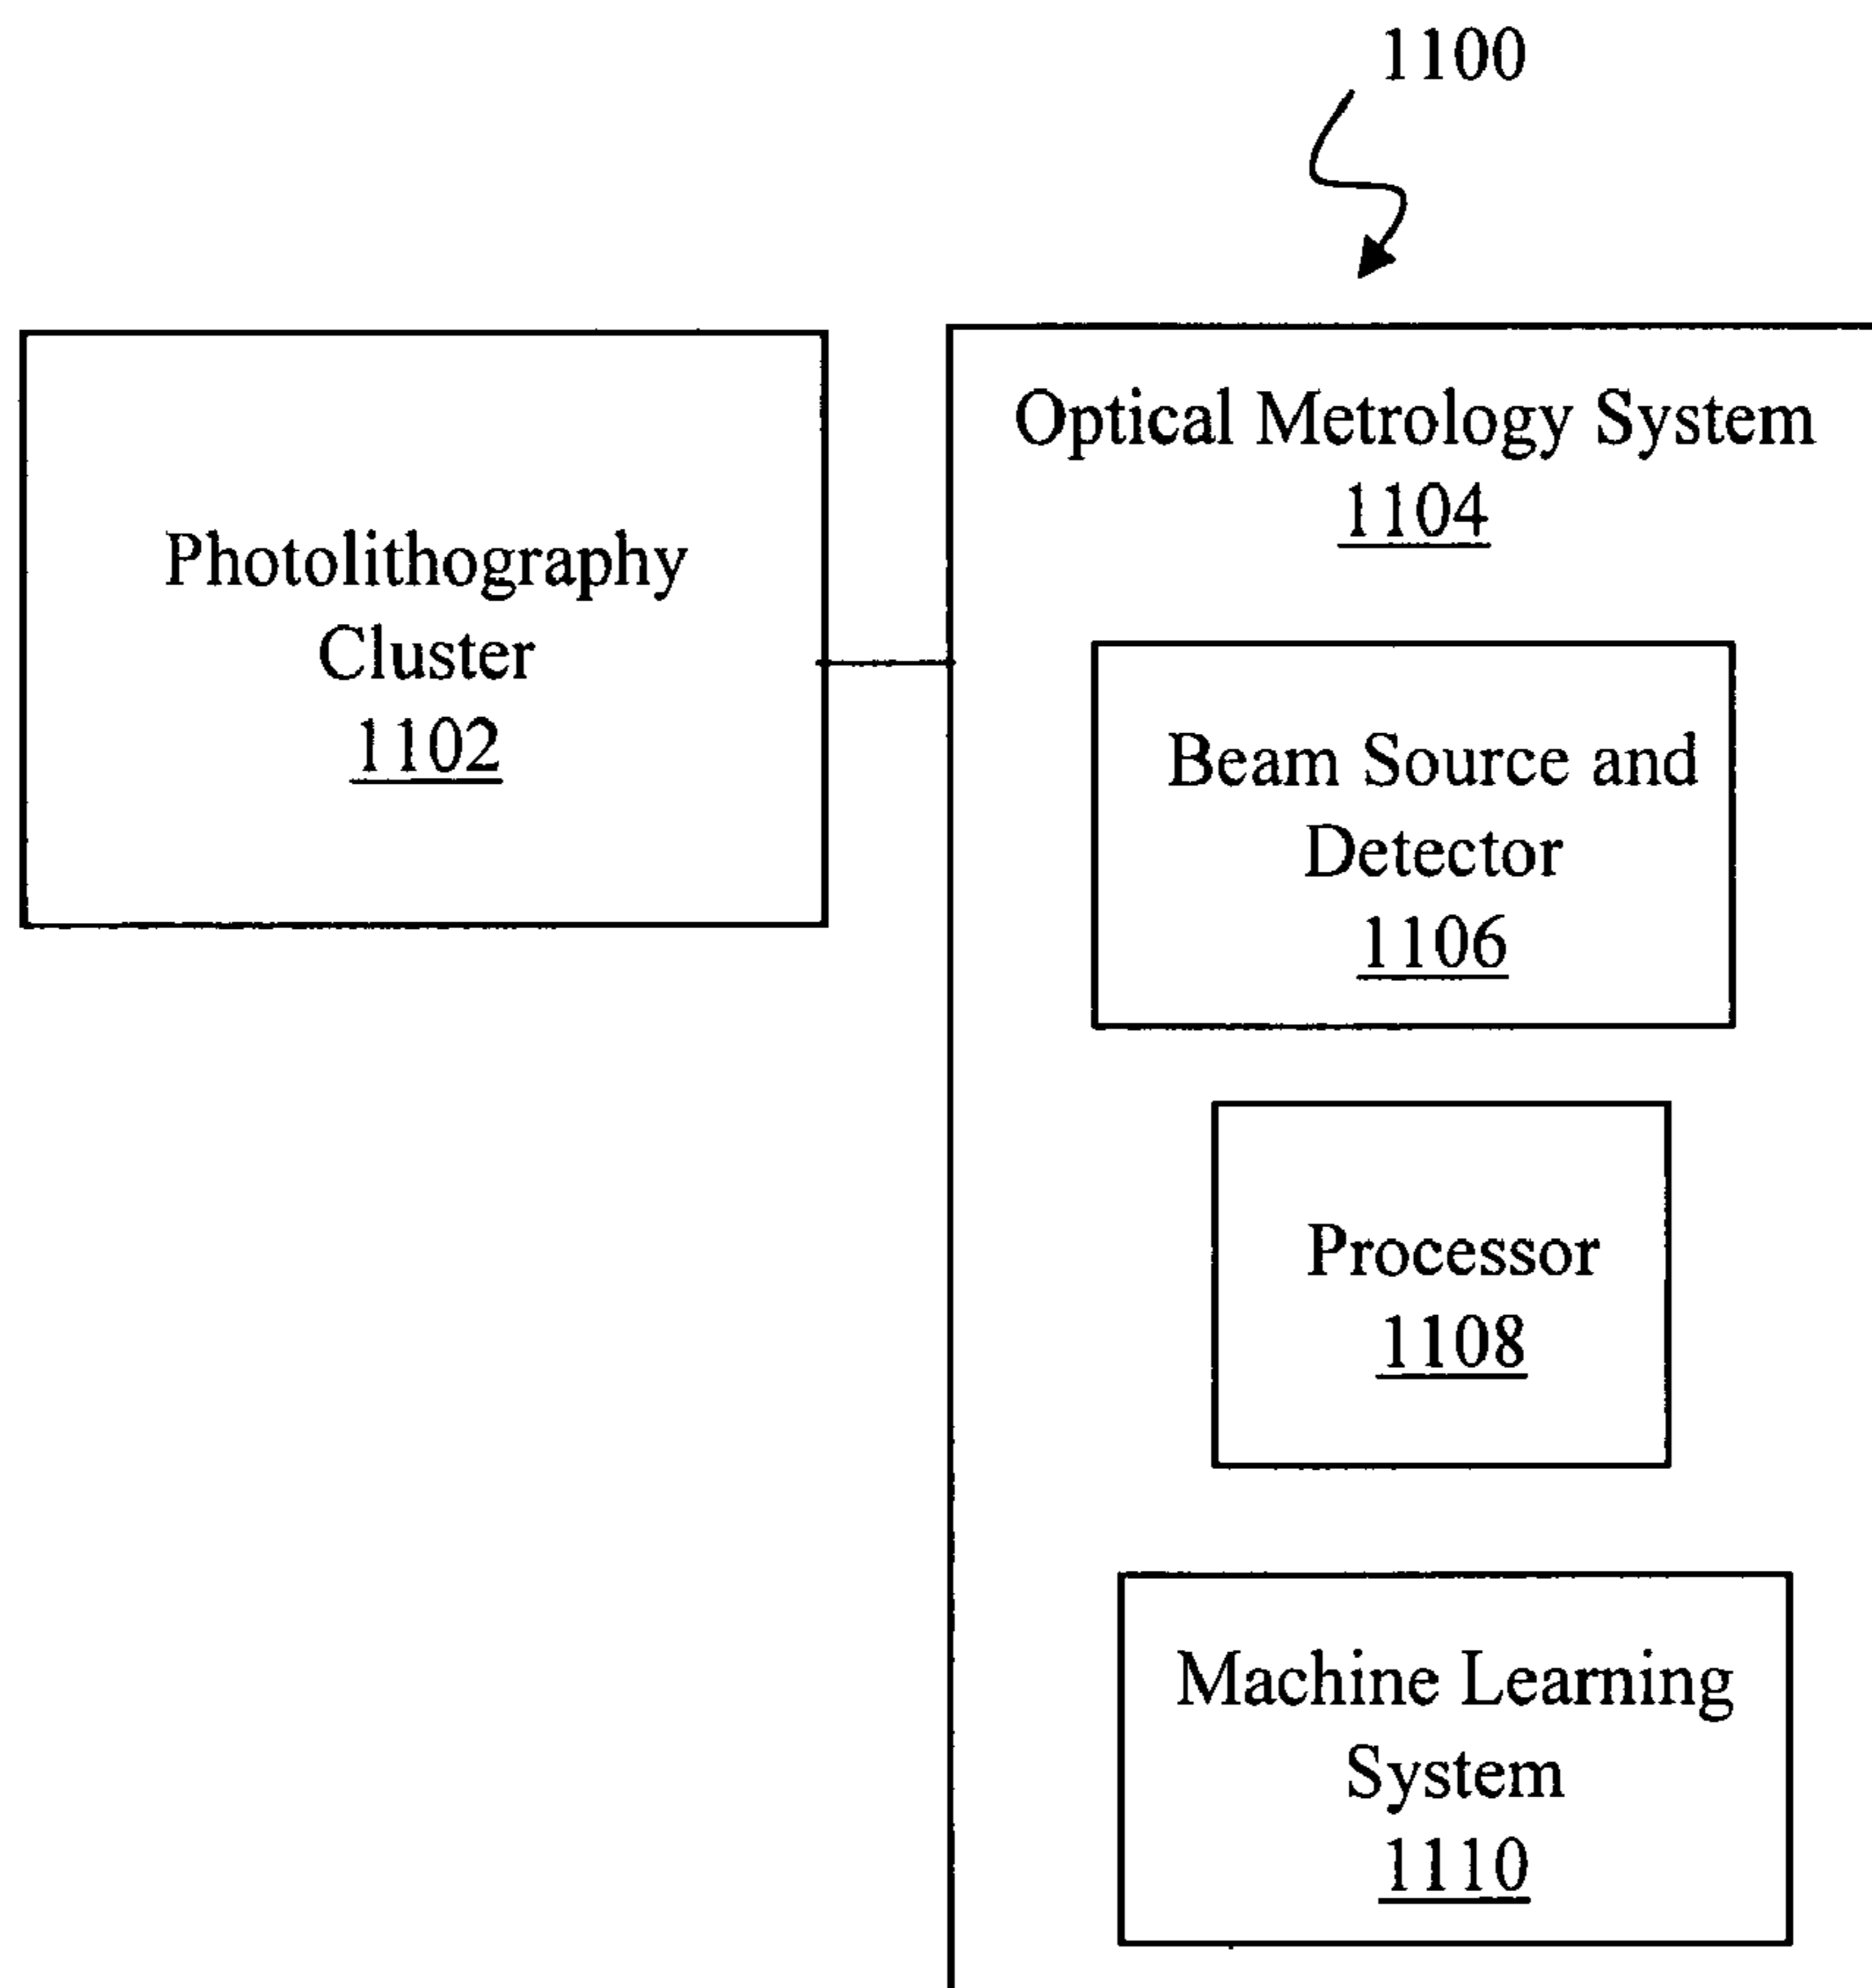 1100
Photolithography
Cluster
1102
Optical Metrology System
1104
Beam Source and
Detector
1106
Processor
1108
Machine Learning
System
1110